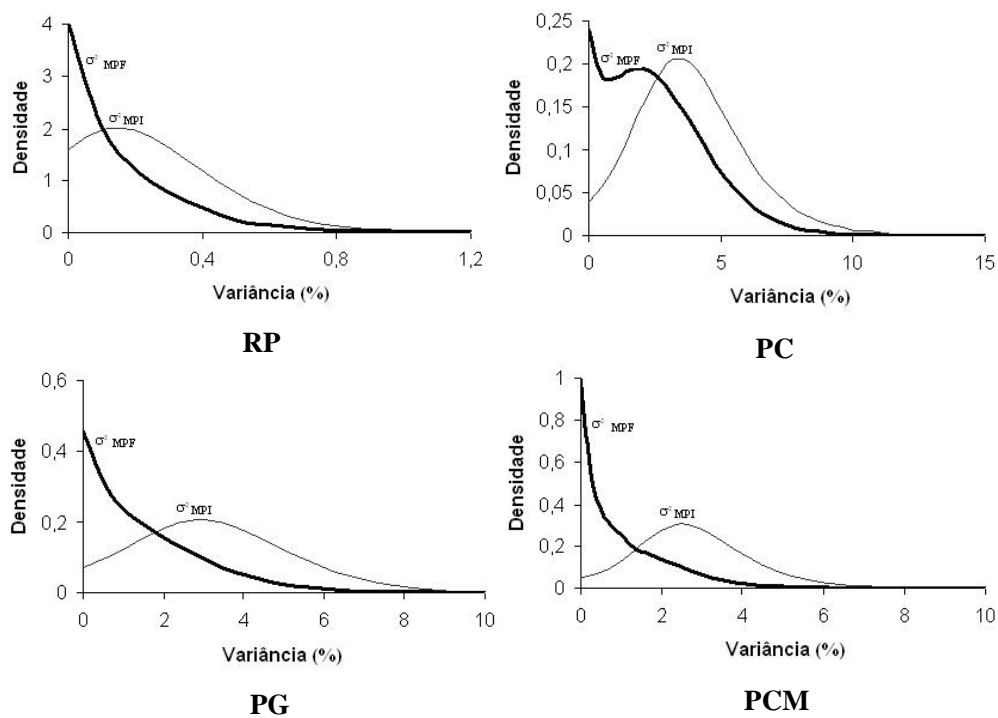 4
3
2
1
0
Densidade
σ² MPF
σ² MPI
0 0,4 0,8 1,2
Variância (%)
RP
0,25
0,2
0,15
0,1
0,05
0
Densidade
σ² MPF
σ² MPI
0 5 10 15
Variância (%)
PC
0,6
0,4
0,2
0
Densidade
σ² MPF
σ² MPI
0 2 4 6 8 10
Variância (%)
PG
1
0,8
0,6
0,4
0,2
0
Densidade
σ² MPF
σ² MPI
0 2 4 6 8 10
Variância (%)
PCM